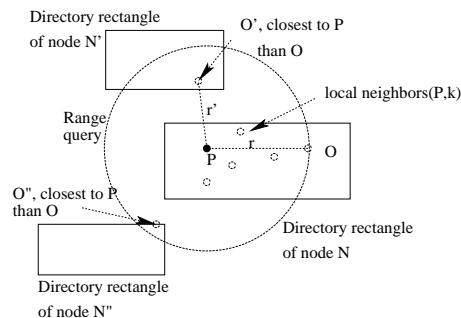 Directory rectangle
of node N'
O', closest to P
than O
local neighbors(P,k)
Range
query
r'
r
P
O
O", closest to P
than O
Directory rectangle
of node N
Directory rectangle
of node N"